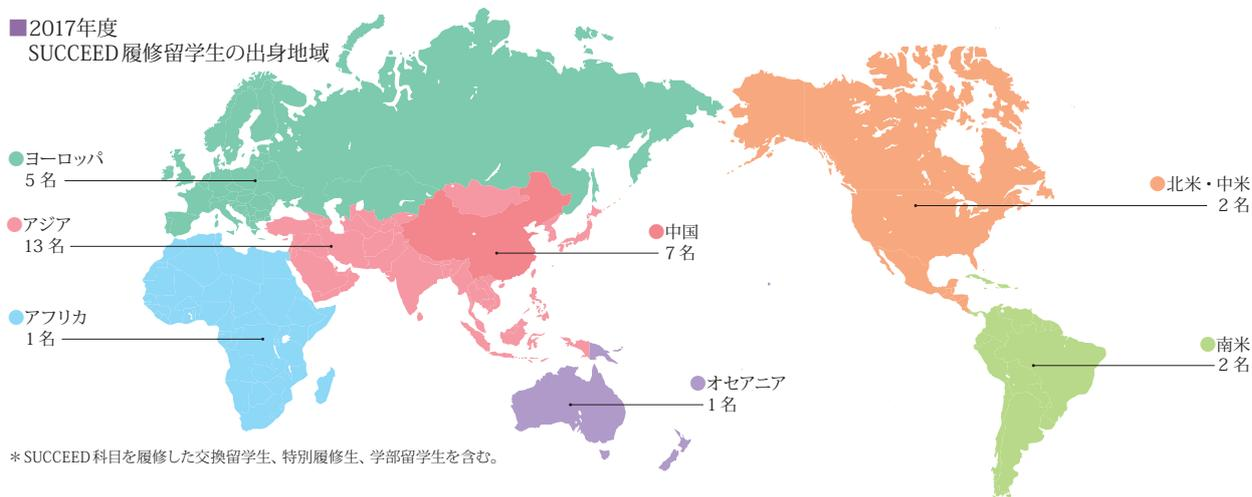 ■2017年度
SUCCEED履修留学生の出身地域
●ヨーロッパ
5名
●アジア
13名
●中国
7名
●北米・中米
2名
●アフリカ
1名
●南米
2名
●オセアニア
1名
＊SUCCEED科目を履修した交換留学生、特別履修生、学部留学生を含む。